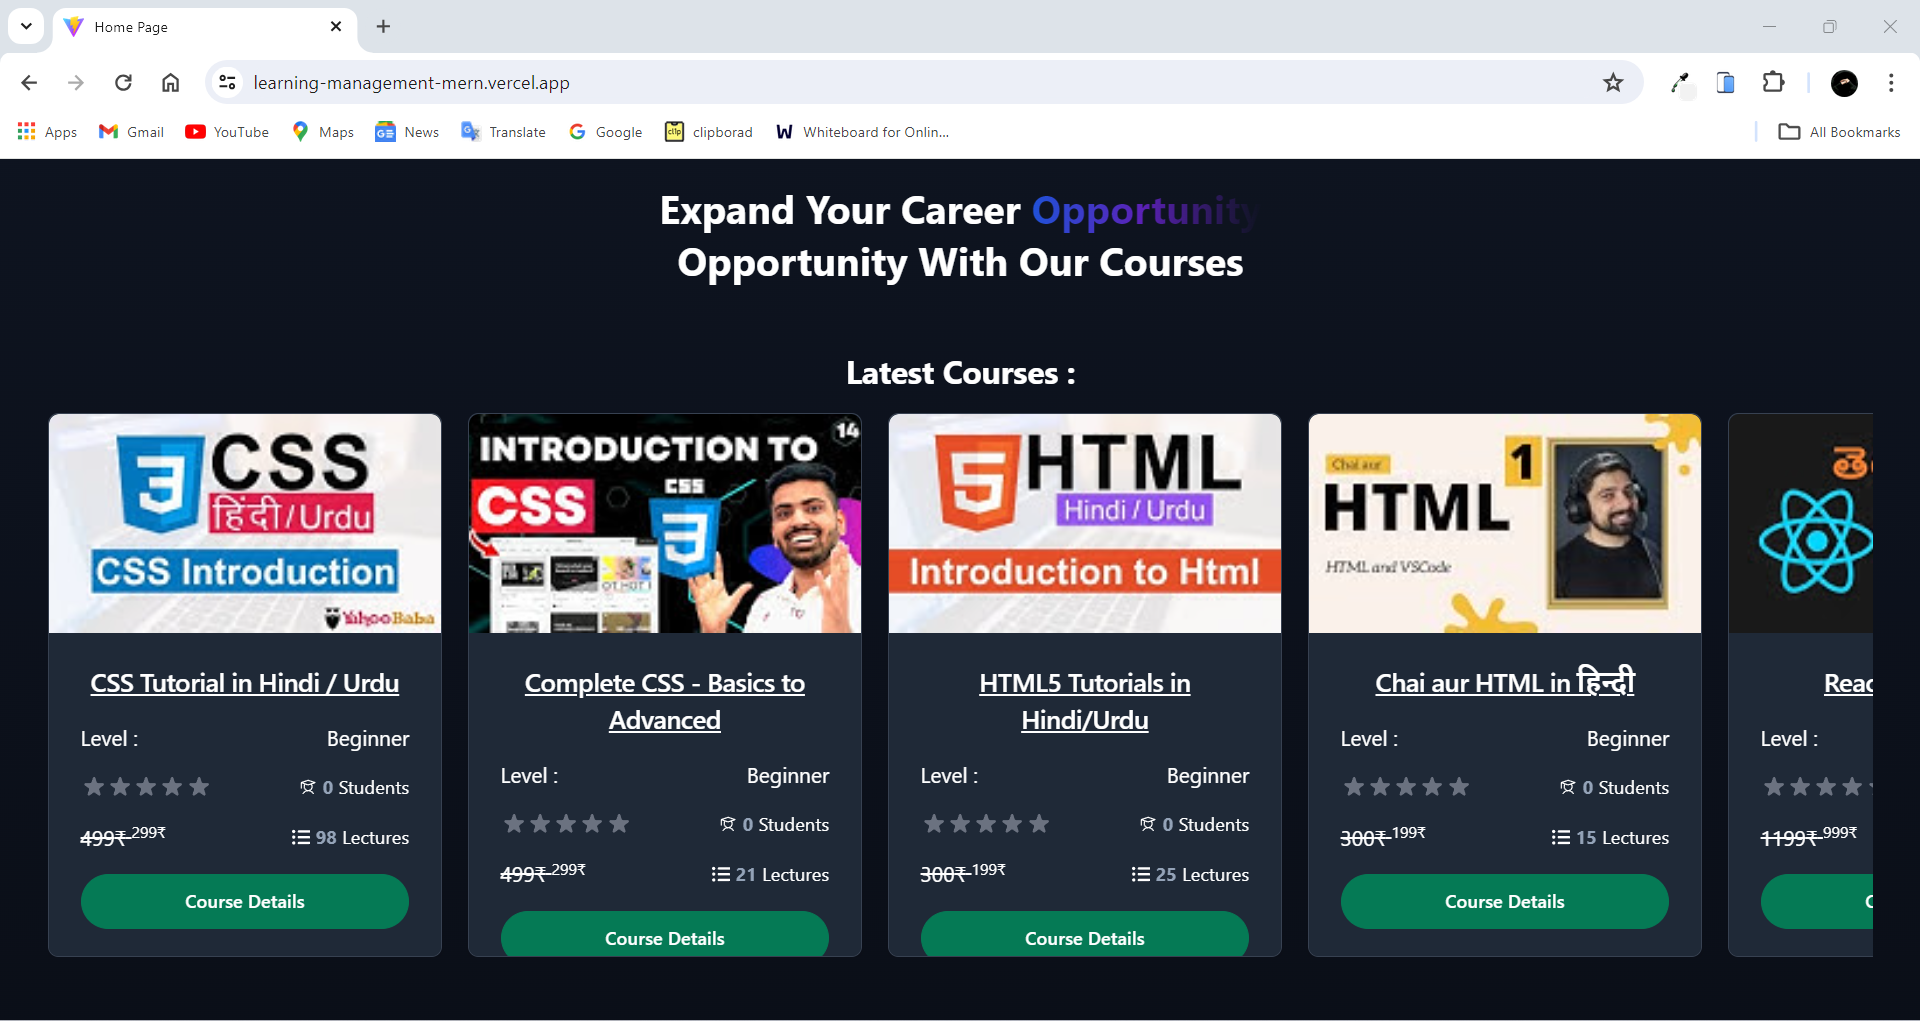 Home Page
learning-management-mern.vercel.app
Apps
Gmail
YouTube
Maps
News
Translate
Google
clipborad
Whiteboard for Onlin...
All Bookmarks
Expand Your Career Opportunity
Opportunity With Our Courses
Latest Courses :
3 CSS
हिंदी/Urdu
CSS Introduction
YahooBaba
CSS Tutorial in Hindi / Urdu
Level : Beginner
0 Students
499₹ 299₹
98 Lectures
Course Details
14
INTRODUCTION TO
CSS
CSS
3
Complete CSS - Basics to
Advanced
Level : Beginner
0 Students
499₹ 299₹
21 Lectures
Course Details
5 HTML
Hindi / Urdu
Introduction to Html
HTML5 Tutorials in
Hindi/Urdu
Level : Beginner
0 Students
300₹ 199₹
25 Lectures
Course Details
Chai aur
1
HTML
HTML and VSCode
Chai aur HTML in हिन्दी
Level : Beginner
0 Students
300₹ 199₹
15 Lectures
Course Details
తె
Reac
Level :
1199₹ 999₹